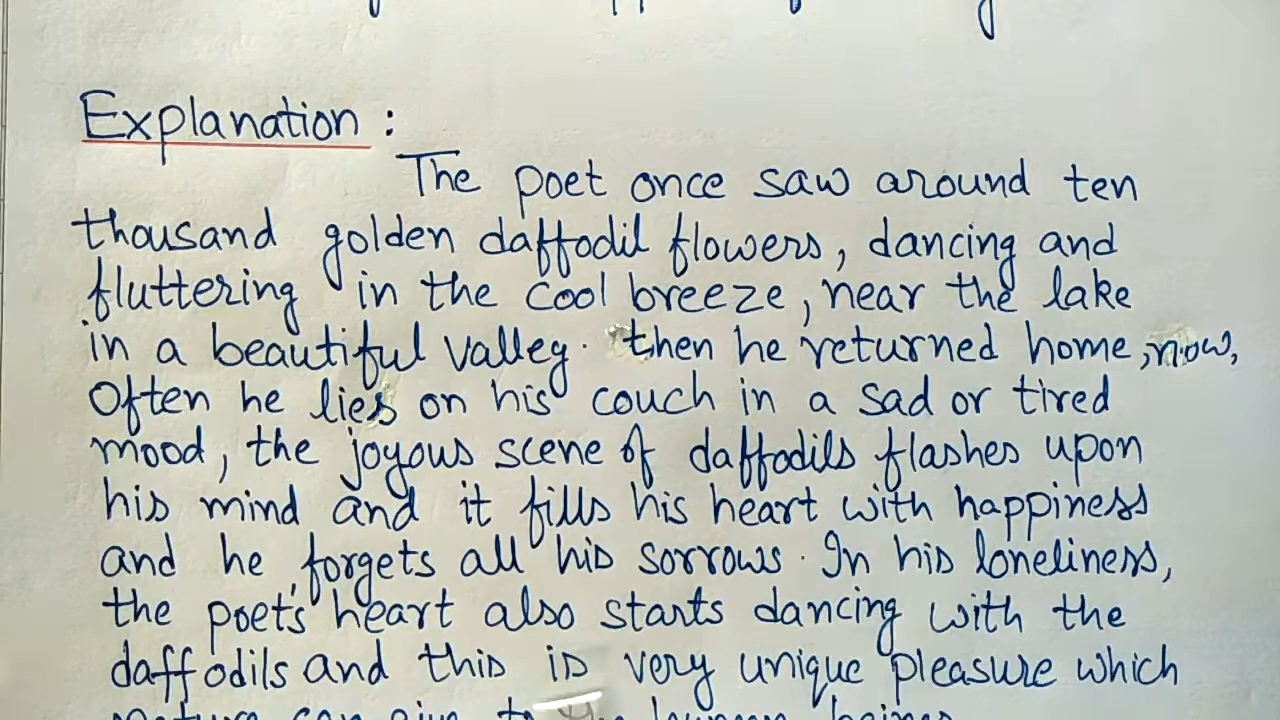 Explanation :
The poet once saw around ten
thousand golden daffodil flowers, dancing and
fluttering in the cool breeze, near the lake
in a beautiful valley. then he returned home, now,
Often he lies on his couch in a sad or tired
mood, the joyous scene of daffodils flashes upon
his mind and it fills his heart with happiness
and he forgets all his sorrows. In his loneliness,
the poet's heart also starts dancing with the
daffodils and this is very unique pleasure which
can give to